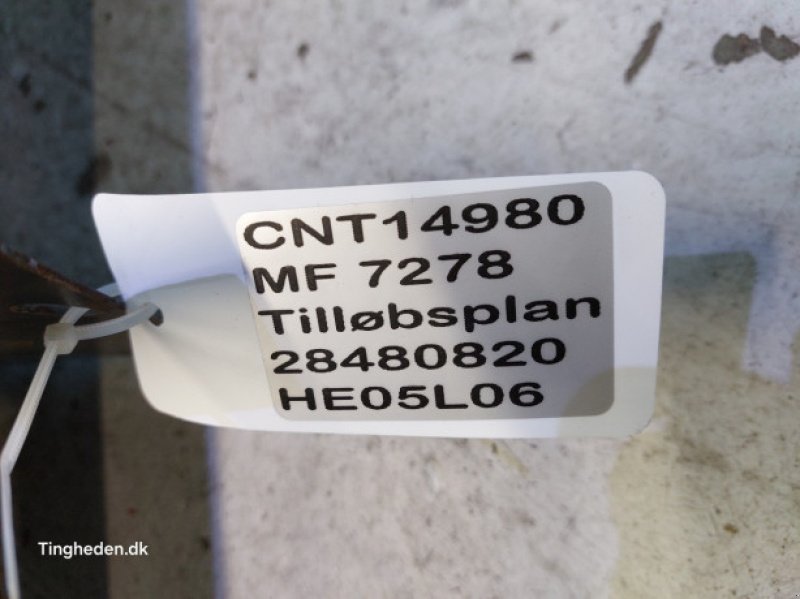 CNT14980
MF 7278
Tilløbsplan
28480820
HE05L06
Tingheden.dk